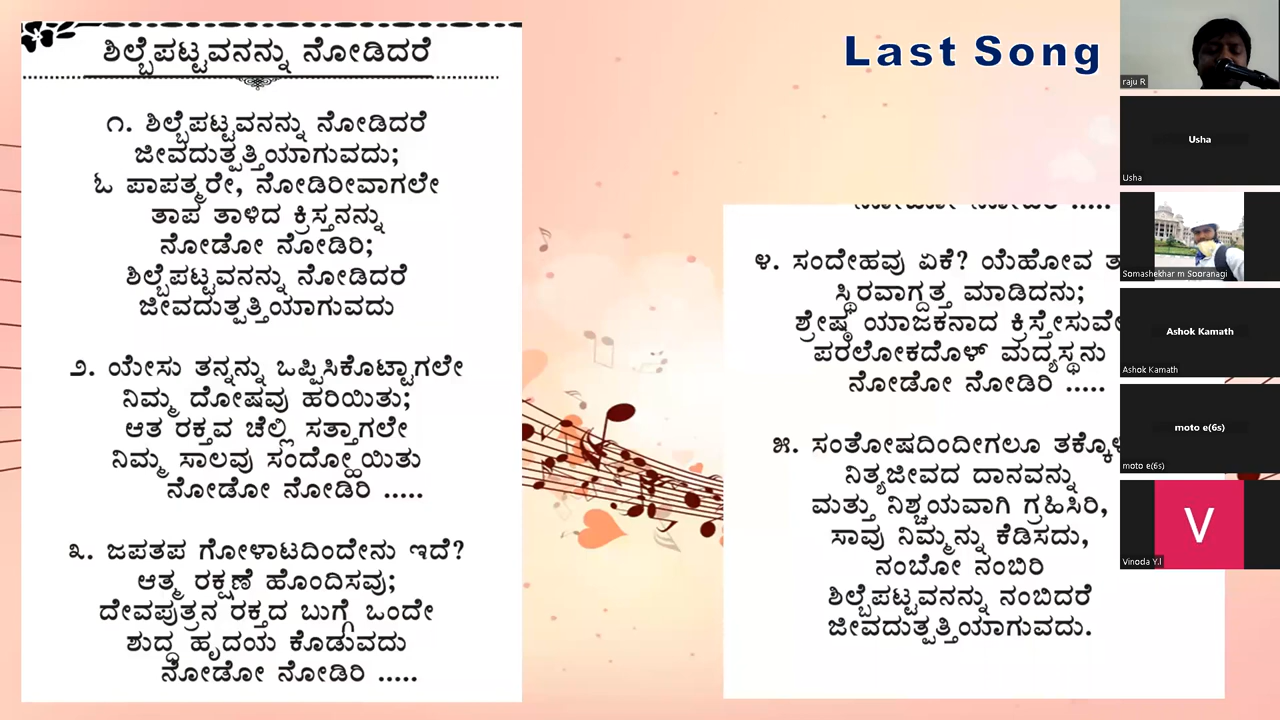 ಶಿಲ್ಬೆಪಟ್ಟವನನ್ನು ನೋಡಿದರೆ
೧. ಶಿಲ್ಬೆಪಟ್ಟವನನ್ನು ನೋಡಿದರೆ
ಜೀವದುತ್ಪತ್ತಿಯಾಗುವದು;
ಓ ಪಾಪತ್ಮರೇ, ನೋಡಿರೀವಾಗಲೇ
ತಾಪ ತಾಳಿದ ಕ್ರಿಸ್ತನನ್ನು
ನೋಡೋ ನೋಡಿರಿ;
ಶಿಲ್ಬೆಪಟ್ಟವನನ್ನು ನೋಡಿದರೆ
ಜೀವದುತ್ಪತ್ತಿಯಾಗುವದು
೨. ಯೇಸು ತನ್ನನ್ನು ಒಪ್ಪಿಸಿಕೊಟ್ಟಾಗಲೇ
ನಿಮ್ಮ ದೋಷವು ಹರಿಯಿತು;
ಆತ ರಕ್ತವ ಚೆಲ್ಲಿ ಸತ್ತಾಗಲೇ
ನಿಮ್ಮ ಸಾಲವು ಸಂದ್ಹೋಯಿತು
ನೋಡೋ ನೋಡಿರಿ .....
೩. ಜಪತಪ ಗೋಳಾಟದಿಂದೇನು ಇದೆ?
ಆತ್ಮ ರಕ್ಷಣೆ ಹೊಂದಿಸವು;
ದೇವಪುತ್ರನ ರಕ್ತದ ಬುಗ್ಗೆ ಒಂದೇ
ಶುದ್ಧ ಹೃದಯ ಕೊಡುವದು
ನೋಡೋ ನೋಡಿರಿ .....
Last Song
೪. ಸಂದೇಹವು ಏಕೆ? ಯೆಹೋವ
ಸ್ಥಿರವಾಗ್ದತ್ತ ಮಾಡಿದನು;
ಶ್ರೇಷ್ಠ ಯಾಜಕನಾದ
ಪರಲೋಕದೊಳ್ ಮದ್ಯಸ್ಥನು
ನೋಡೋ ನೋಡಿರಿ .....
೫. ಸಂತೋಷದಿಂದೀಗಲೂ
ನಿತ್ಯಜೀವದ ದಾನವನ್ನು
ಮತ್ತು ನಿಶ್ಚಯವಾಗಿ ಗ್ರಹಿಸಿರಿ,
ಸಾವು ನಿಮ್ಮನ್ನು ಕೆಡಿಸದು,
ನಂಬೋ ನಂಬಿರಿ
ಶಿಲ್ಬೆಪಟ್ಟವನನ್ನು ನಂಬಿದರೆ
ಜೀವದುತ್ಪತ್ತಿಯಾಗುವದು.
raju R
Usha
Usha
Somashekhar m Sooranagi
Ashok Kamath
Ashok Kamath
moto e(6s)
moto e(6s)
V
Vinoda Y.l